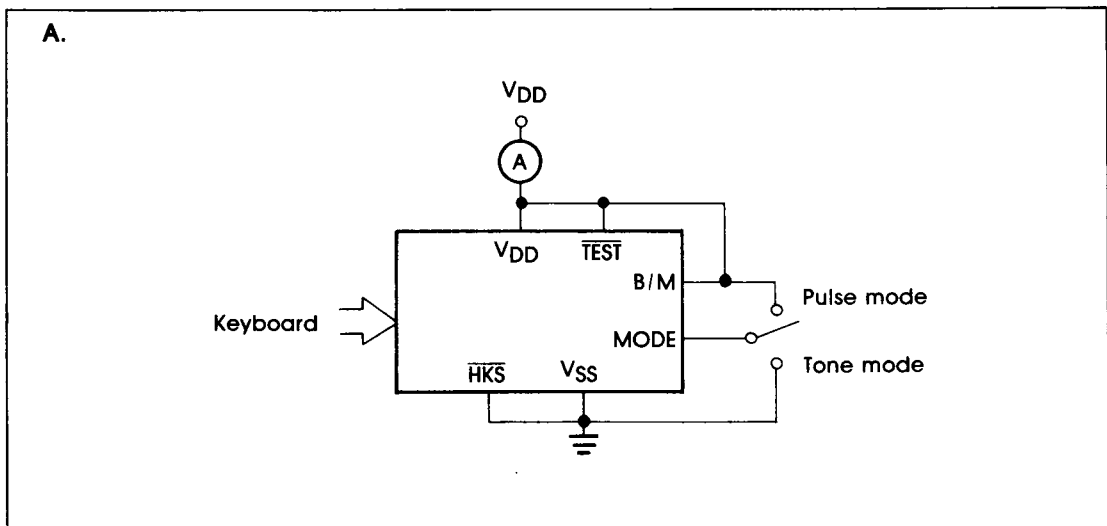 A.
VDD
A
VDD
TEST
B/M
Pulse mode
Keyboard
MODE
Tone mode
HKS
VSS